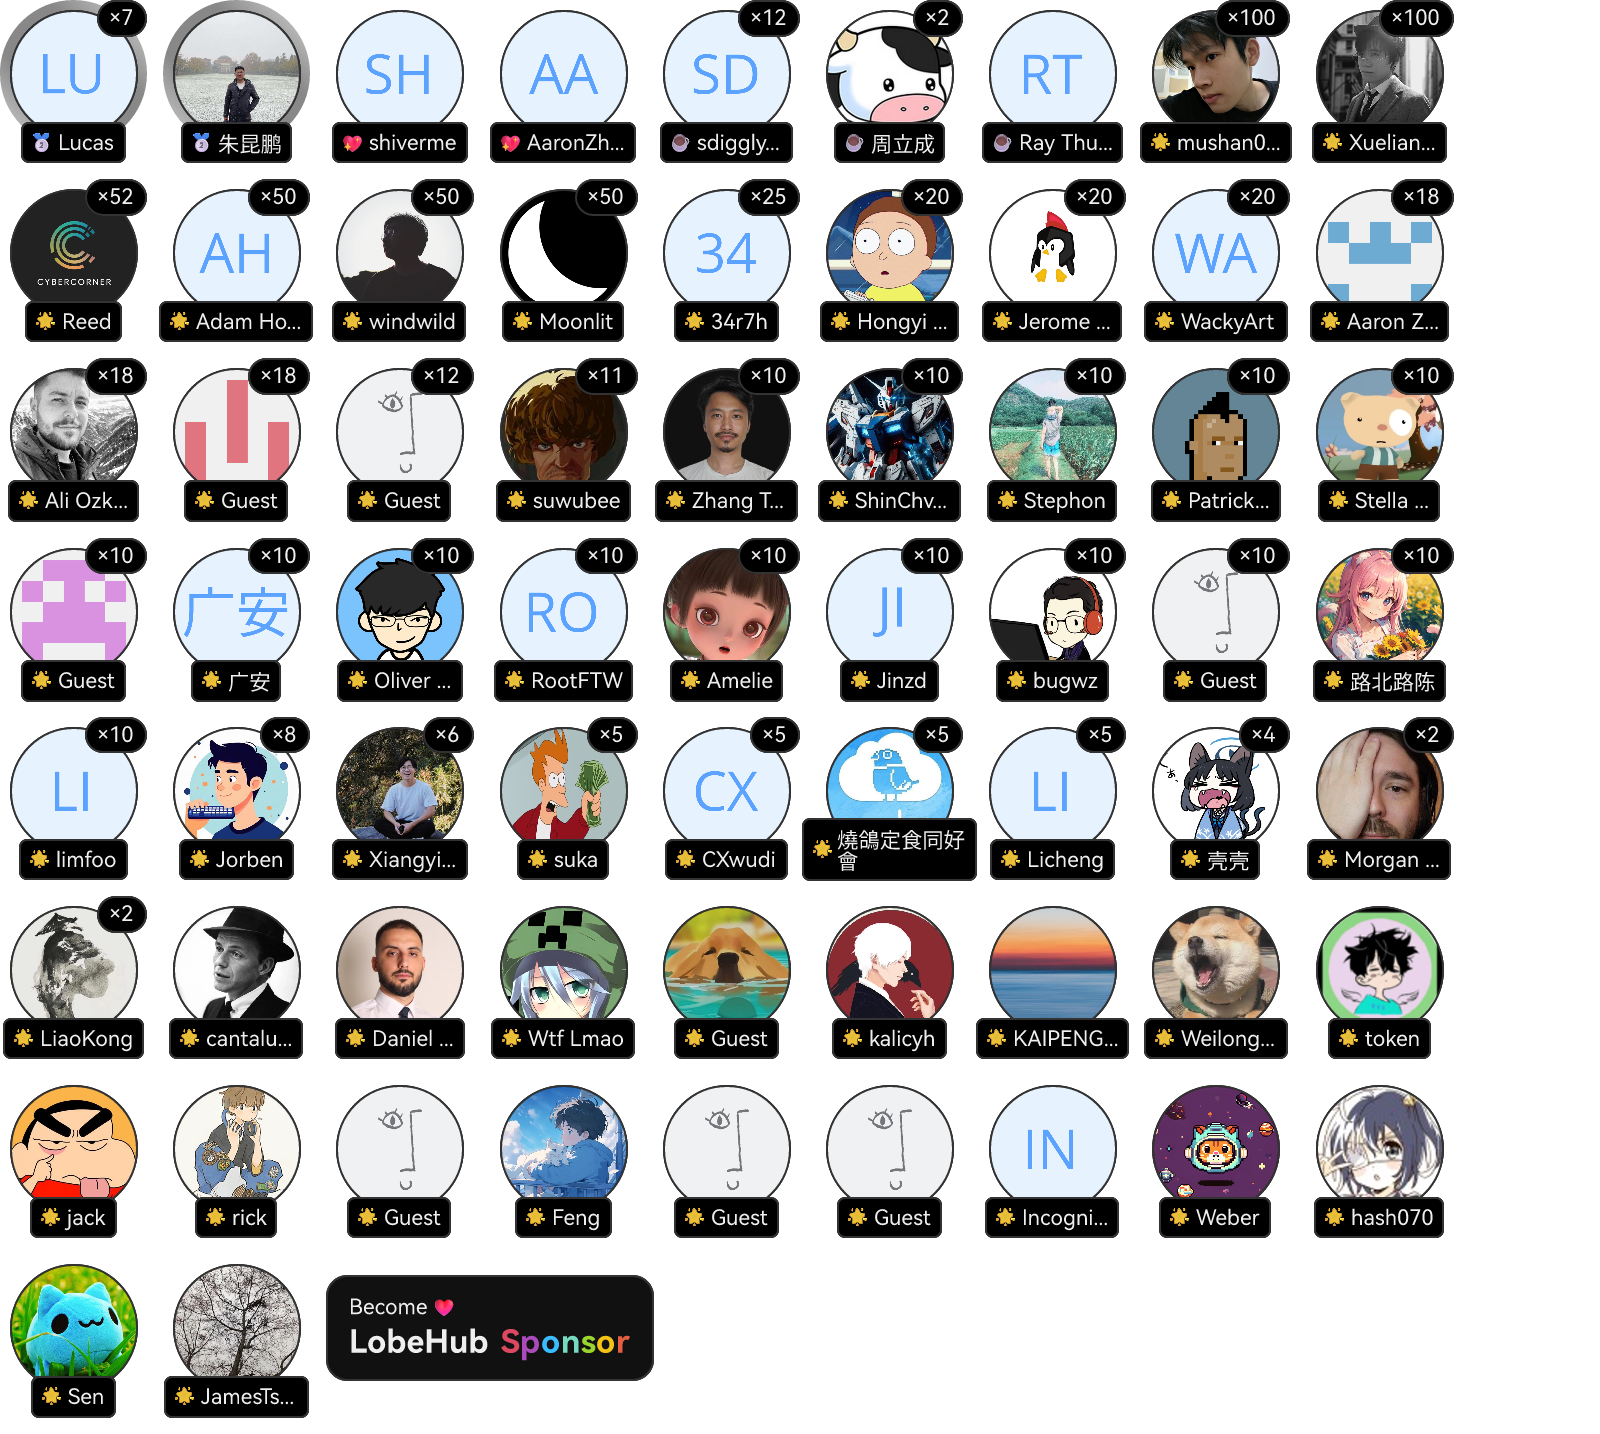 ×7
×12
×2
×100
×100
LU
SH
AA
SD
RT
Lucas
朱昆鹏
shiverme
AaronZh...
sdiggly...
周立成
Ray Thu...
mushan0...
Xuelian...
×52
×50
×50
×50
×25
×20
×20
×20
×18
CYBERCORNER
AH
34
WA
Reed
Adam Ho...
windwild
Moonlit
34r7h
Hongyi ...
Jerome ...
WackyArt
Aaron Z...
×18
×18
×12
×11
×10
×10
×10
×10
×10
Ali Ozk...
Guest
Guest
suwubee
Zhang T...
ShinChv...
Stephon
Patrick...
Stella ...
×10
×10
×10
×10
×10
×10
×10
×10
×10
广安
RO
JI
Guest
广安
Oliver ...
RootFTW
Amelie
Jinzd
bugwz
Guest
路北路陈
×10
×8
×6
×5
×5
×5
×5
×4
×2
LI
CX
LI
limfoo
Jorben
Xiangyi...
suka
CXwudi
燒鴿定食同好
會
Licheng
壳壳
Morgan ...
×2
LiaoKong
cantalu...
Daniel ...
Wtf Lmao
Guest
kalicyh
KAIPENG...
Weilong...
token
IN
jack
rick
Guest
Feng
Guest
Guest
Incogni...
Weber
hash070
Become
LobeHub Sponsor
Sen
JamesTs...